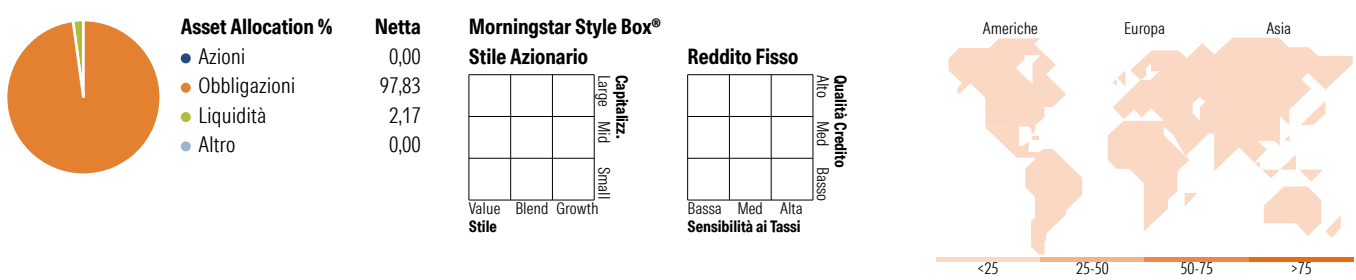 Asset Allocation % Netta
Azioni 0,00
Obbligazioni 97,83
Liquidità 2,17
Altro 0,00
Morningstar Style Box®
Stile Azionario
Large Mid Small
Capitalizz.
Value Blend Growth
Stile
Reddito Fisso
Alto Med Basso
Qualità Credito
Bassa Med Alta
Sensibilità ai Tassi
Americhe Europa Asia
<25 25-50 50-75 >75